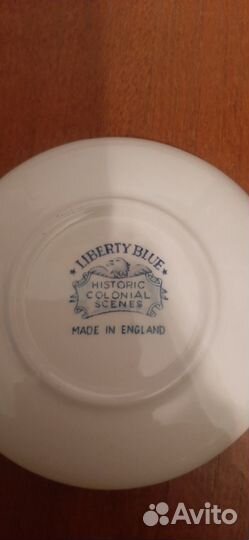 ★ LIBERTY BLUE ★
HISTORIC
COLONIAL
SCENES
MADE IN ENGLAND
Avito